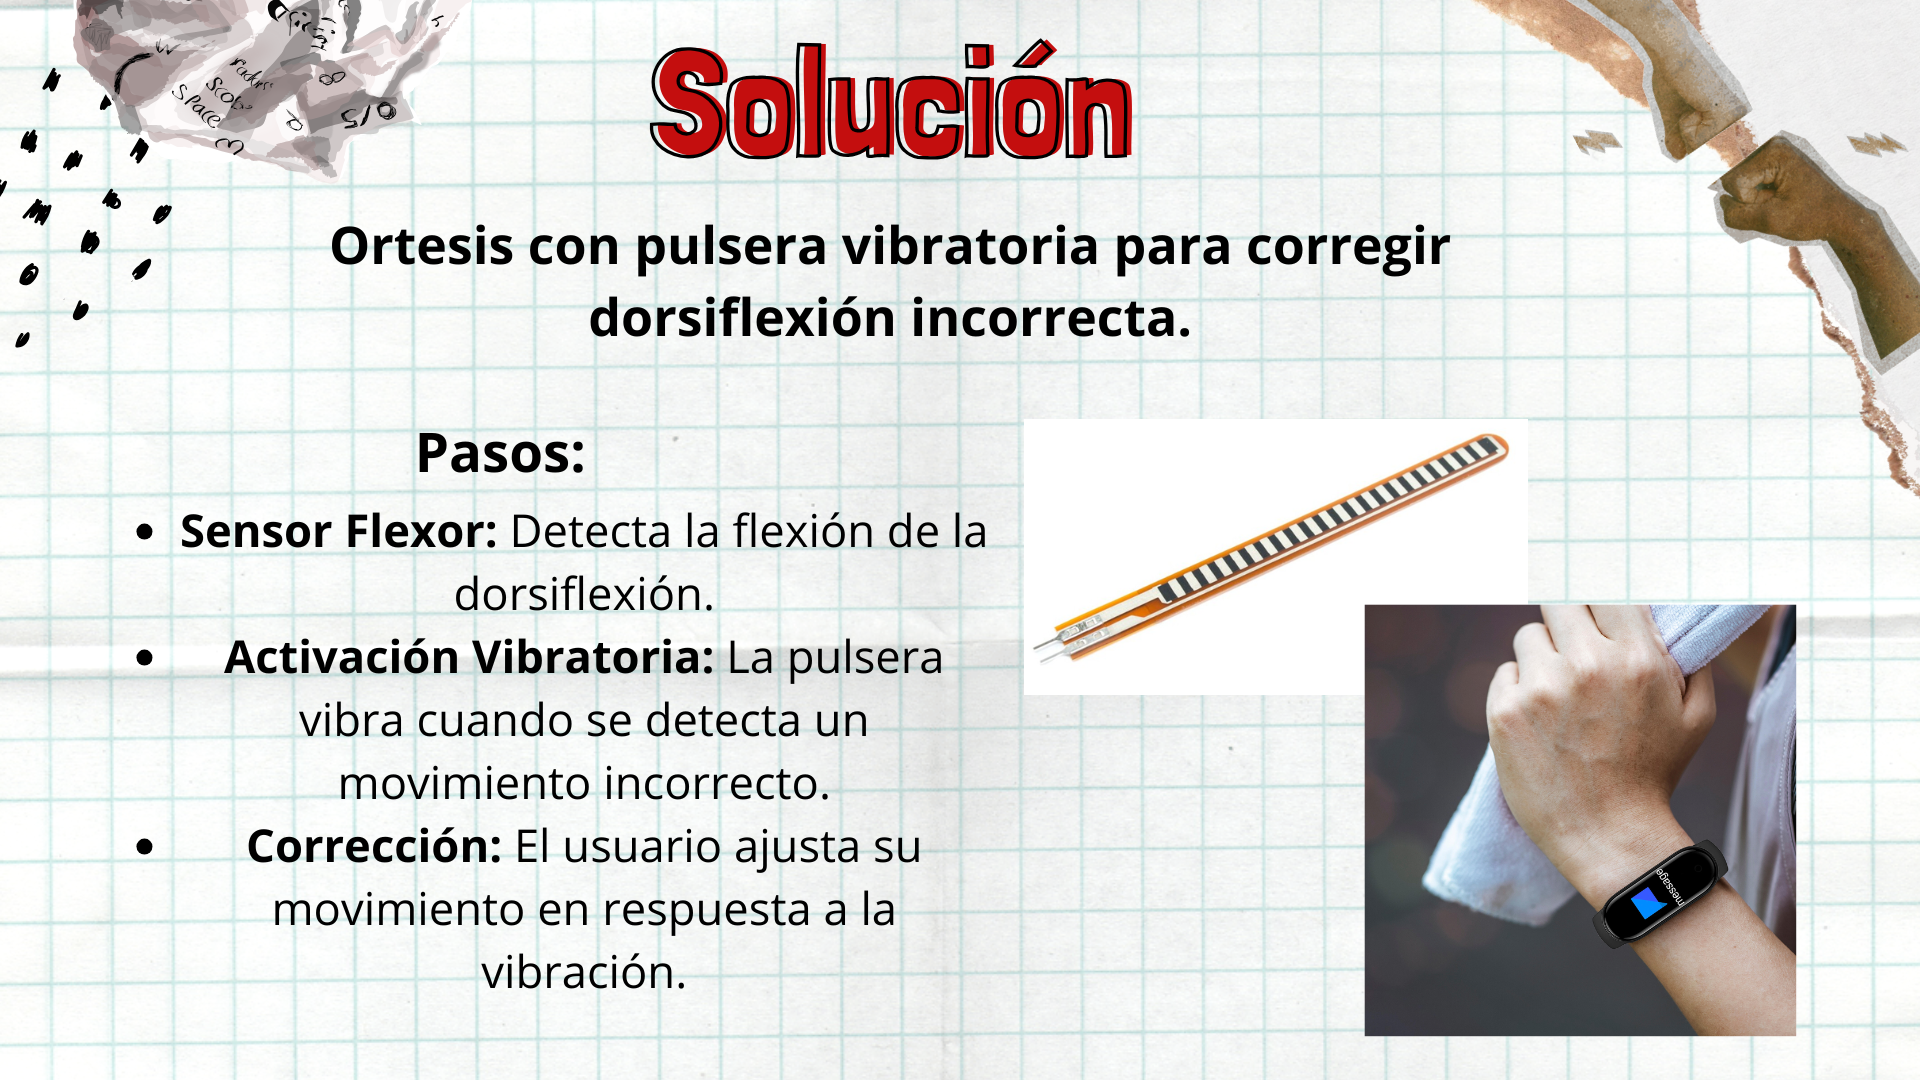 Solución
Ortesis con pulsera vibratoria para corregir
dorsiflexión incorrecta.
Pasos:
• Sensor Flexor: Detecta la flexión de la
dorsiflexión.
• Activación Vibratoria: La pulsera
vibra cuando se detecta un
movimiento incorrecto.
• Corrección: El usuario ajusta su
movimiento en respuesta a la
vibración.
message
Space